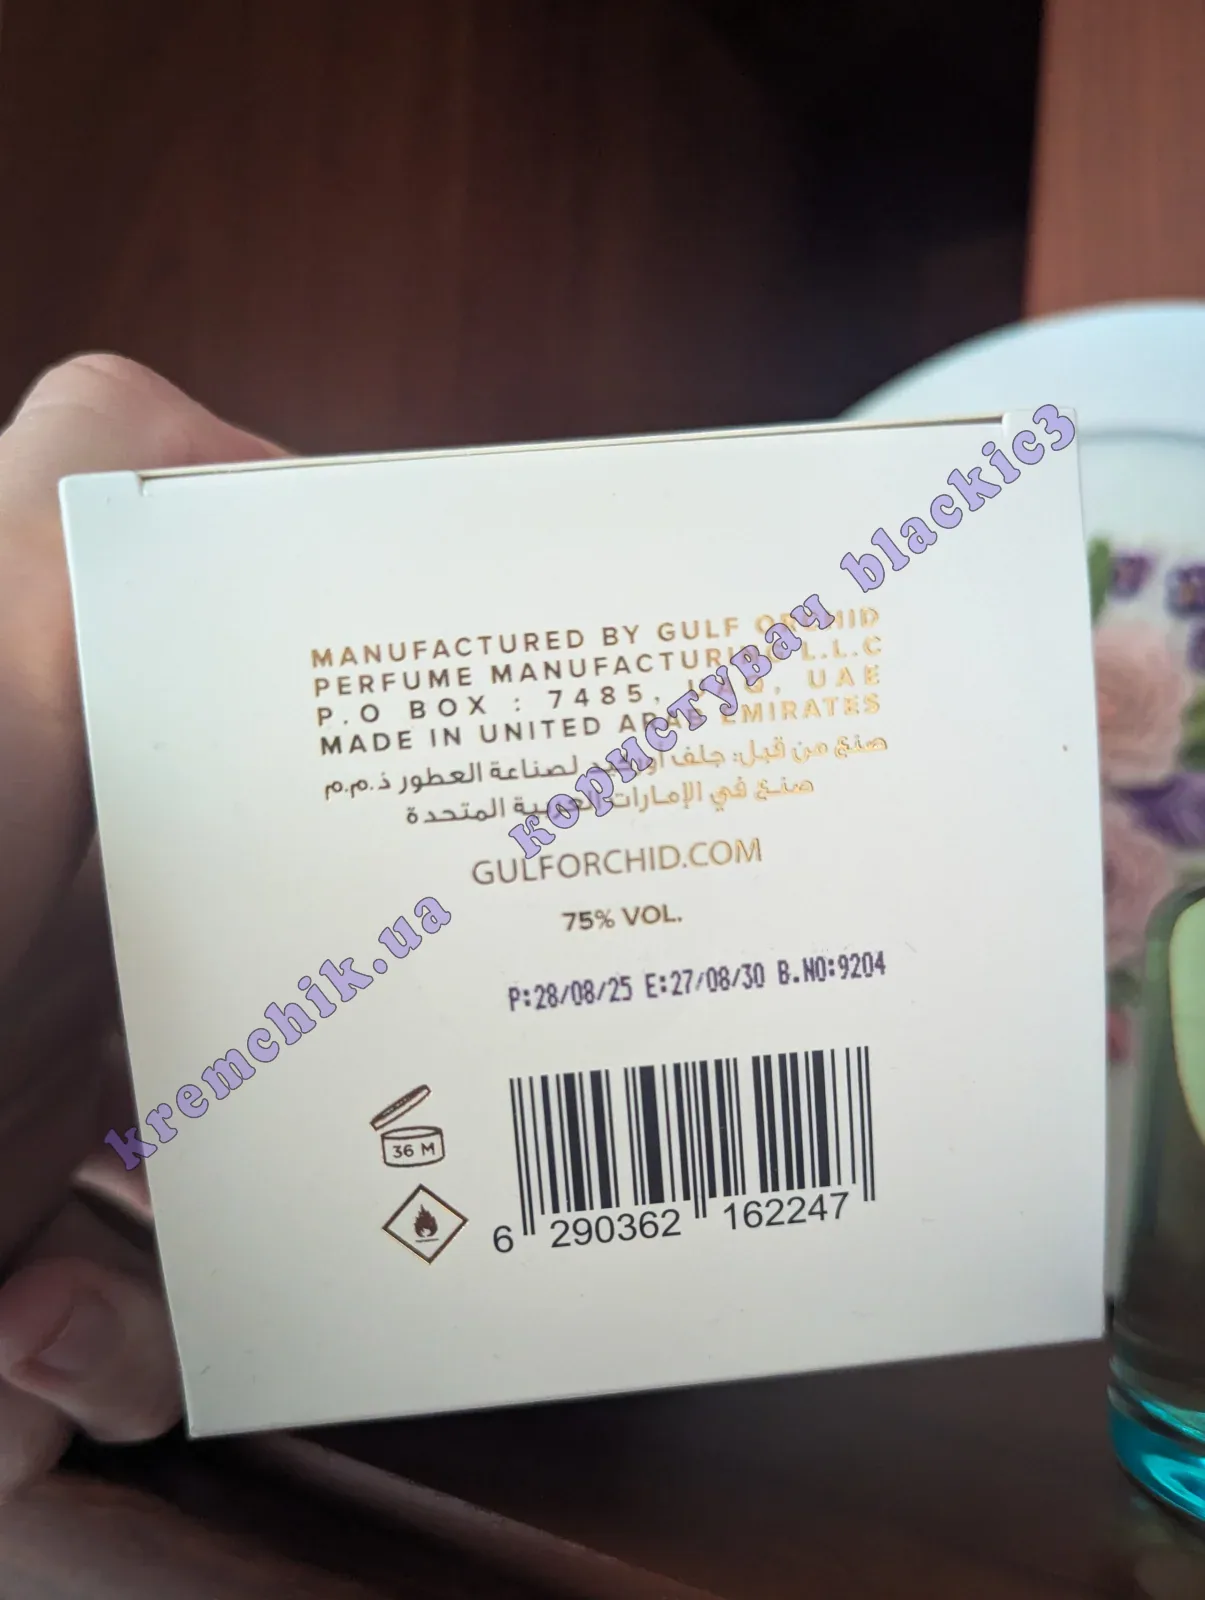 MANUFACTURED BY GULF ORCHID
PERFUME MANUFACTURING L.L.C
P.O BOX : 7485, UAQ, UAE
MADE IN UNITED ARAB EMIRATES
صنع من قبل: جلف أوركيد لصناعة العطور ذ.م.م
صنع في الإمارات العربية المتحدة
GULFORCHID.COM
75% VOL.
P:28/08/25 E:27/08/30 B.NO:9204
36 M
6 290362 162247
kremchik.ua користувач blackic3